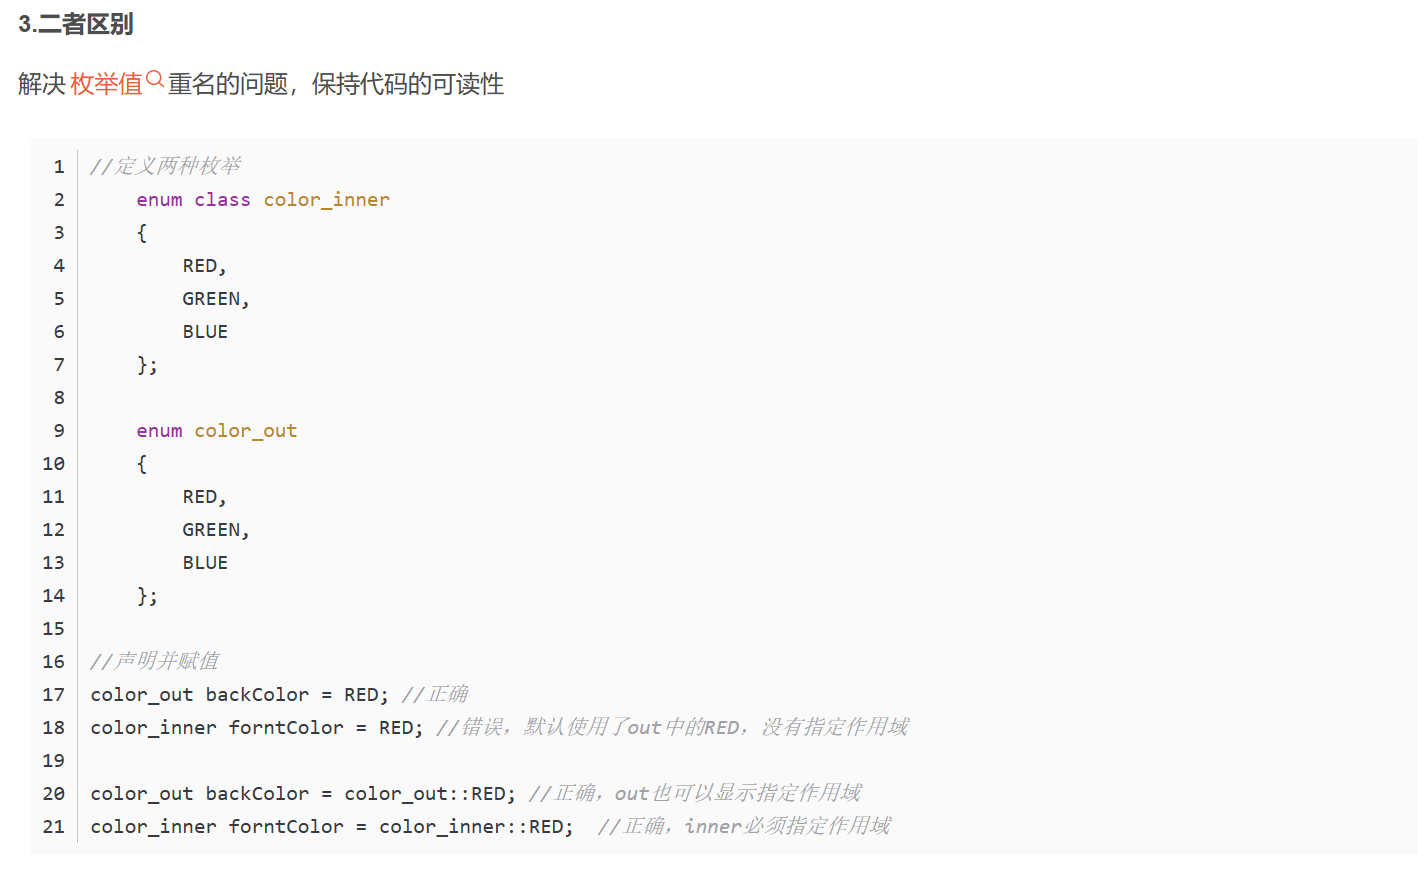 3.二者区别
解决 枚举值 重名的问题，保持代码的可读性
1 //定义两种枚举
2     enum class color_inner
3     {
4         RED,
5         GREEN,
6         BLUE
7     };
8
9     enum color_out
10     {
11         RED,
12         GREEN,
13         BLUE
14     };
15
16 //声明并赋值
17 color_out backColor = RED; //正确
18 color_inner forntColor = RED; //错误，默认使用了out中的RED，没有指定作用域
19
20 color_out backColor = color_out::RED; //正确，out也可以显示指定作用域
21 color_inner forntColor = color_inner::RED;  //正确，inner必须指定作用域